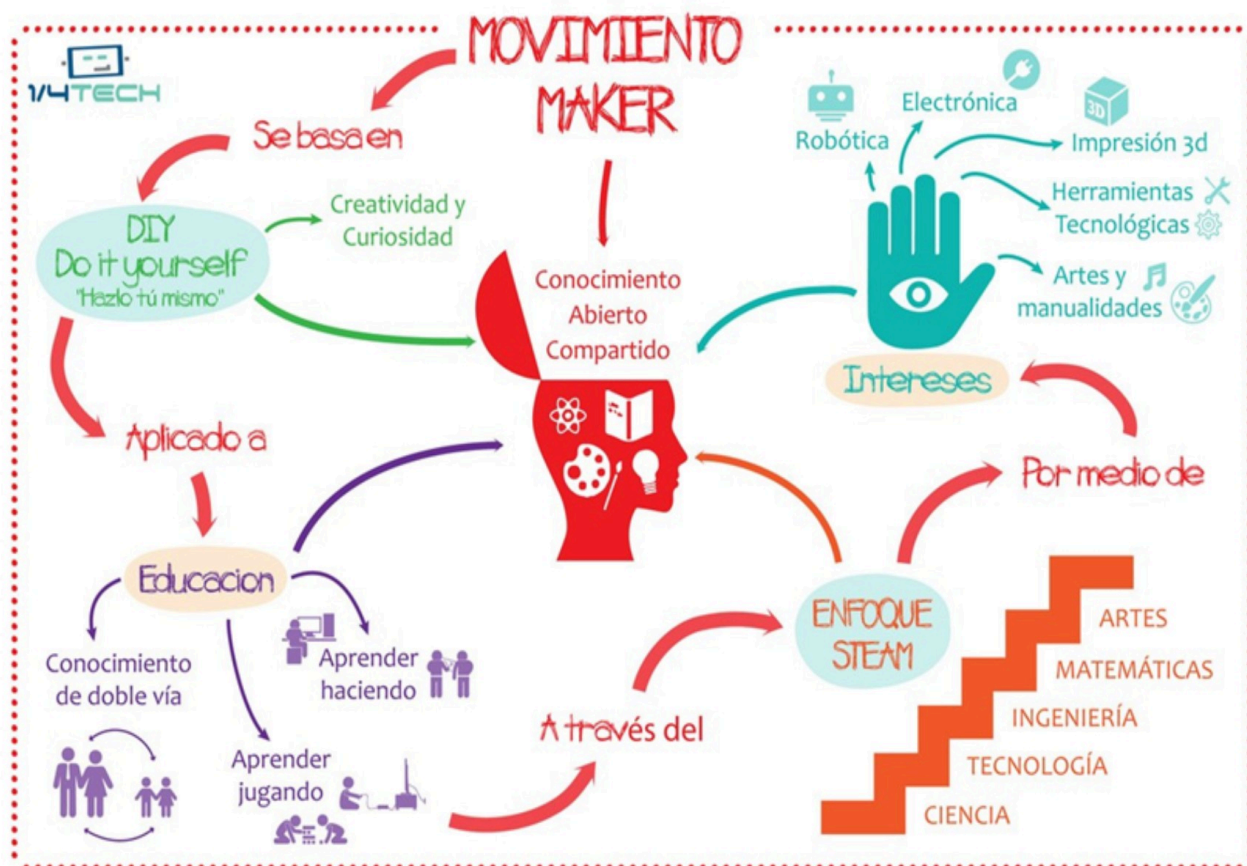 MOVIMIENTO
MAKER
1/4TECH
Se basa en
DIY
Do it yourself
"Hazlo tú mismo"
Creatividad y
Curiosidad
Conocimiento
Abierto
Compartido
Robótica
Electrónica
3D
Impresión 3d
Herramientas
Tecnológicas
Artes y
manualidades
Intereses
Aplicado a
Educacion
Conocimiento
de doble vía
Aprender
jugando
Aprender
haciendo
A través del
ENFOQUE
STEAM
Por medio de
ARTES
MATEMÁTICAS
INGENIERÍA
TECNOLOGÍA
CIENCIA